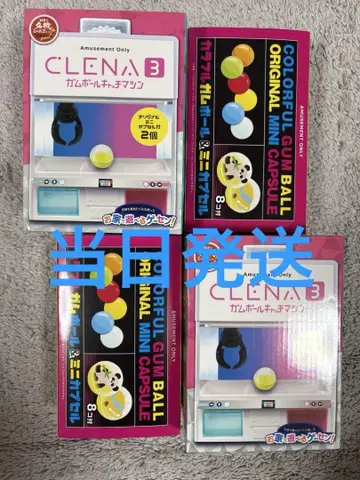 Amusement Only
CLENA 3
ガムボールキャッチマシン
オリジナルミニ
カプセル付
2個
お家で遊べるゲーセン!
AMUSEMENT ONLY
COLORFUL GUM BALL
ORIGINAL MINI CAPSULE
カラフルガムボール&ミニカプセル
8コ付
当日発送
AMUSEMENT ONLY
COLORFUL GUM BALL
ORIGINAL MINI CAPSULE
ガムボール&ミニカプセル
8コ付
Amusement Only
CLENA 3
ガムボールキャッチマシン
お家で遊べるゲーセン!